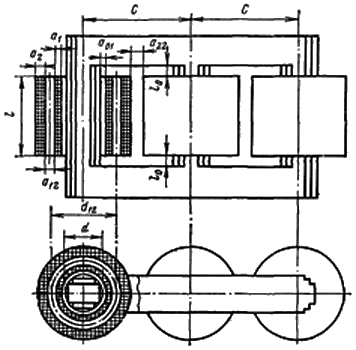 C C
a₁ a₀₁ a₂₂
a₂
l₀
l
l₀
a₁₂
d₁₂
d